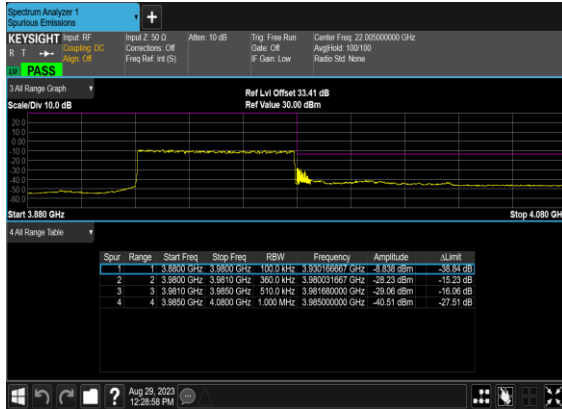 Spectrum Analyzer 1
Spurious Emissions
+
KEYSIGHT Input: RF Input Z: 50 Ω Atten: 10 dB Trig: Free Run Center Freq: 22.005000000 GHz
R T Coupling: DC Corrections: Off Gate: Off Avg|Hold: 100/100
Align: Off Freq Ref: Int (S) IF Gain: Low Radio Std: None
PASS
3 All Range Graph Ref Lvl Offset 33.41 dB
Scale/Div 10.0 dB Ref Value 30.00 dBm
20.0
10.0
0.00
-10.0
-20.0
-30.0
-40.0
-50.0
-60.0
Start 3.880 GHz Stop 4.080 GH
4 All Range Table
Spur Range Start Freq Stop Freq RBW Frequency Amplitude ΔLimit
1 1 3.8800 GHz 3.9800 GHz 100.0 kHz 3.930166667 GHz -8.838 dBm -38.84 dB
2 2 3.9800 GHz 3.9810 GHz 360.0 kHz 3.980031667 GHz -28.23 dBm -15.23 dB
3 3 3.9810 GHz 3.9850 GHz 510.0 kHz 3.981680000 GHz -29.06 dBm -16.06 dB
4 4 3.9850 GHz 4.0800 GHz 1.000 MHz 3.985000000 GHz -40.51 dBm -27.51 dB
? Aug 29, 2023
12:28:58 PM